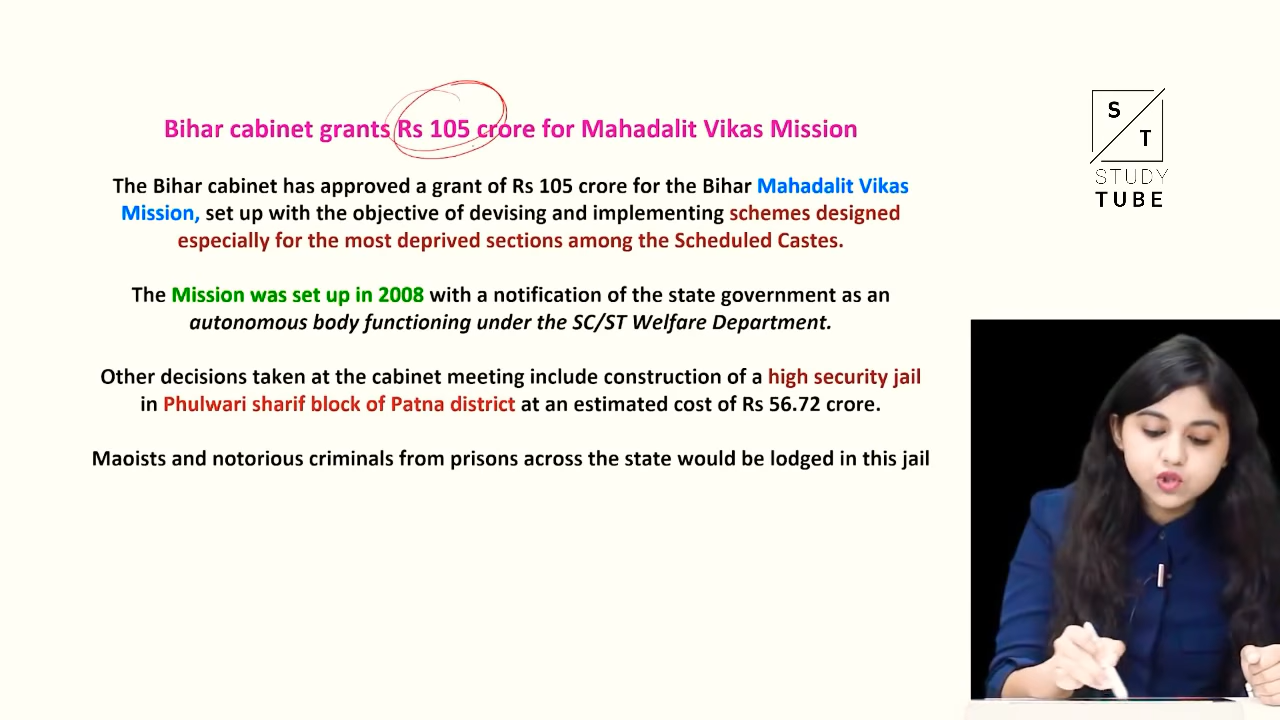 Bihar cabinet grants Rs 105 crore for Mahadalit Vikas Mission
The Bihar cabinet has approved a grant of Rs 105 crore for the Bihar Mahadalit Vikas
Mission, set up with the objective of devising and implementing schemes designed
especially for the most deprived sections among the Scheduled Castes.
The Mission was set up in 2008 with a notification of the state government as an
autonomous body functioning under the SC/ST Welfare Department.
Other decisions taken at the cabinet meeting include construction of a high security jail
in Phulwari sharif block of Patna district at an estimated cost of Rs 56.72 crore.
Maoists and notorious criminals from prisons across the state would be lodged in this jail
S
T
STUDY
TUBE